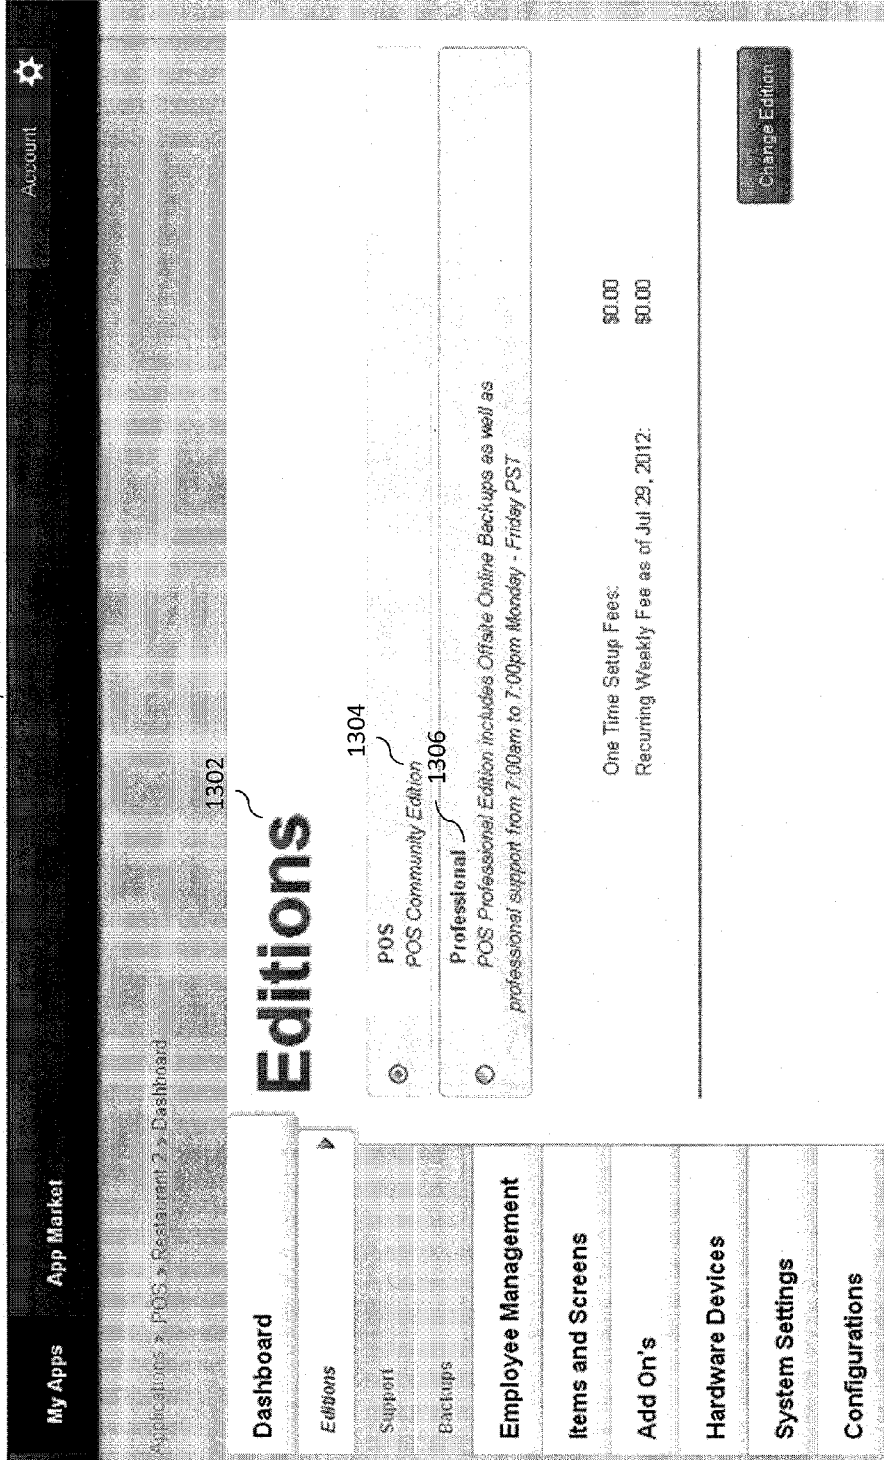 My Apps
App Market
Account
Applications » POS » Restaurant 2 » Dashboard
Dashboard
Editions
Support
Backups
Employee Management
Items and Screens
Add On's
Hardware Devices
System Settings
Configurations
1302
Editions
1304
POS
POS Community Edition
1306
Professional
POS Professional Edition includes Offsite Online Backups as well as
professional support from 7:00am to 7:00pm Monday - Friday PST
One Time Setup Fees: $0.00
Recurring Weekly Fee as of Jul 29, 2012: $0.00
Change Edition